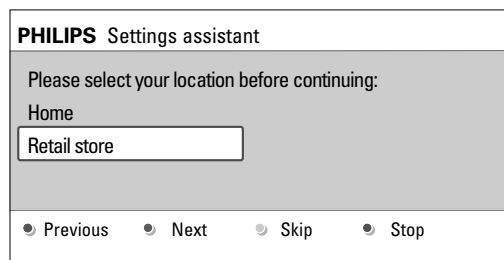 PHILIPS Settings assistant
Please select your location before continuing:
Home
Retail store
Previous Next Skip Stop